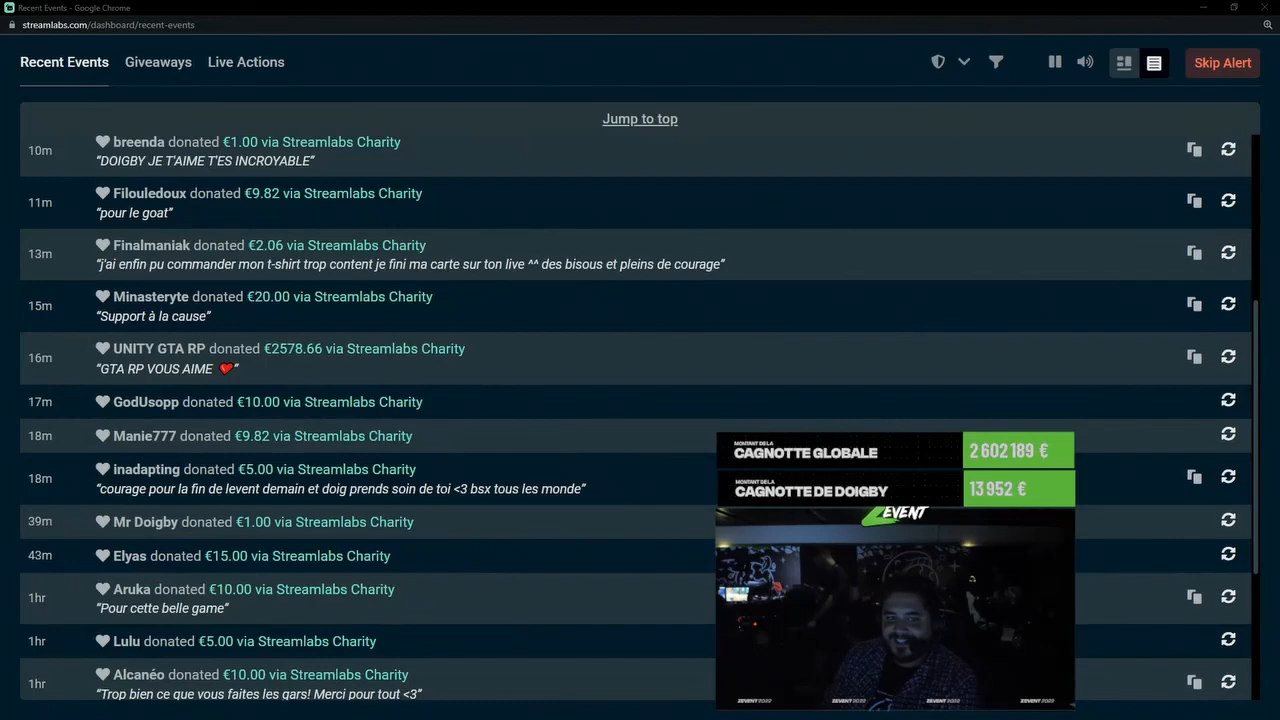 Recent Events - Google Chrome
streamlabs.com/dashboard/recent-events
Recent Events
Giveaways
Live Actions
Skip Alert
Jump to top
10m
breenda donated €1.00 via Streamlabs Charity
“DOIGBY JE T'AIME T'ES INCROYABLE”
11m
Filouledoux donated €9.82 via Streamlabs Charity
“pour le goat”
13m
Finalmaniak donated €2.06 via Streamlabs Charity
“j'ai enfin pu commander mon t-shirt trop content je fini ma carte sur ton live ^^ des bisous et pleins de courage”
15m
Minasteryte donated €20.00 via Streamlabs Charity
“Support à la cause”
16m
UNITY GTA RP donated €2578.66 via Streamlabs Charity
“GTA RP VOUS AIME ❤”
17m
GodUsopp donated €10.00 via Streamlabs Charity
18m
Manie777 donated €9.82 via Streamlabs Charity
18m
inadapting donated €5.00 via Streamlabs Charity
“courage pour la fin de levent demain et doig prends soin de toi <3 bsx tous les monde”
39m
Mr Doigby donated €1.00 via Streamlabs Charity
43m
Elyas donated €15.00 via Streamlabs Charity
1hr
Aruka donated €10.00 via Streamlabs Charity
“Pour cette belle game”
1hr
Lulu donated €5.00 via Streamlabs Charity
1hr
Alcanéo donated €10.00 via Streamlabs Charity
“Trop bien ce que vous faites les gars! Merci pour tout <3”
MONTANT DE LA
CAGNOTTE GLOBALE
2 602 189 €
MONTANT DE LA
CAGNOTTE DE DOIGBY
13 952 €
ZEVENT
ZEVENT 2022
ZEVENT 2022
ZEVENT 2022
ZEVENT 2022